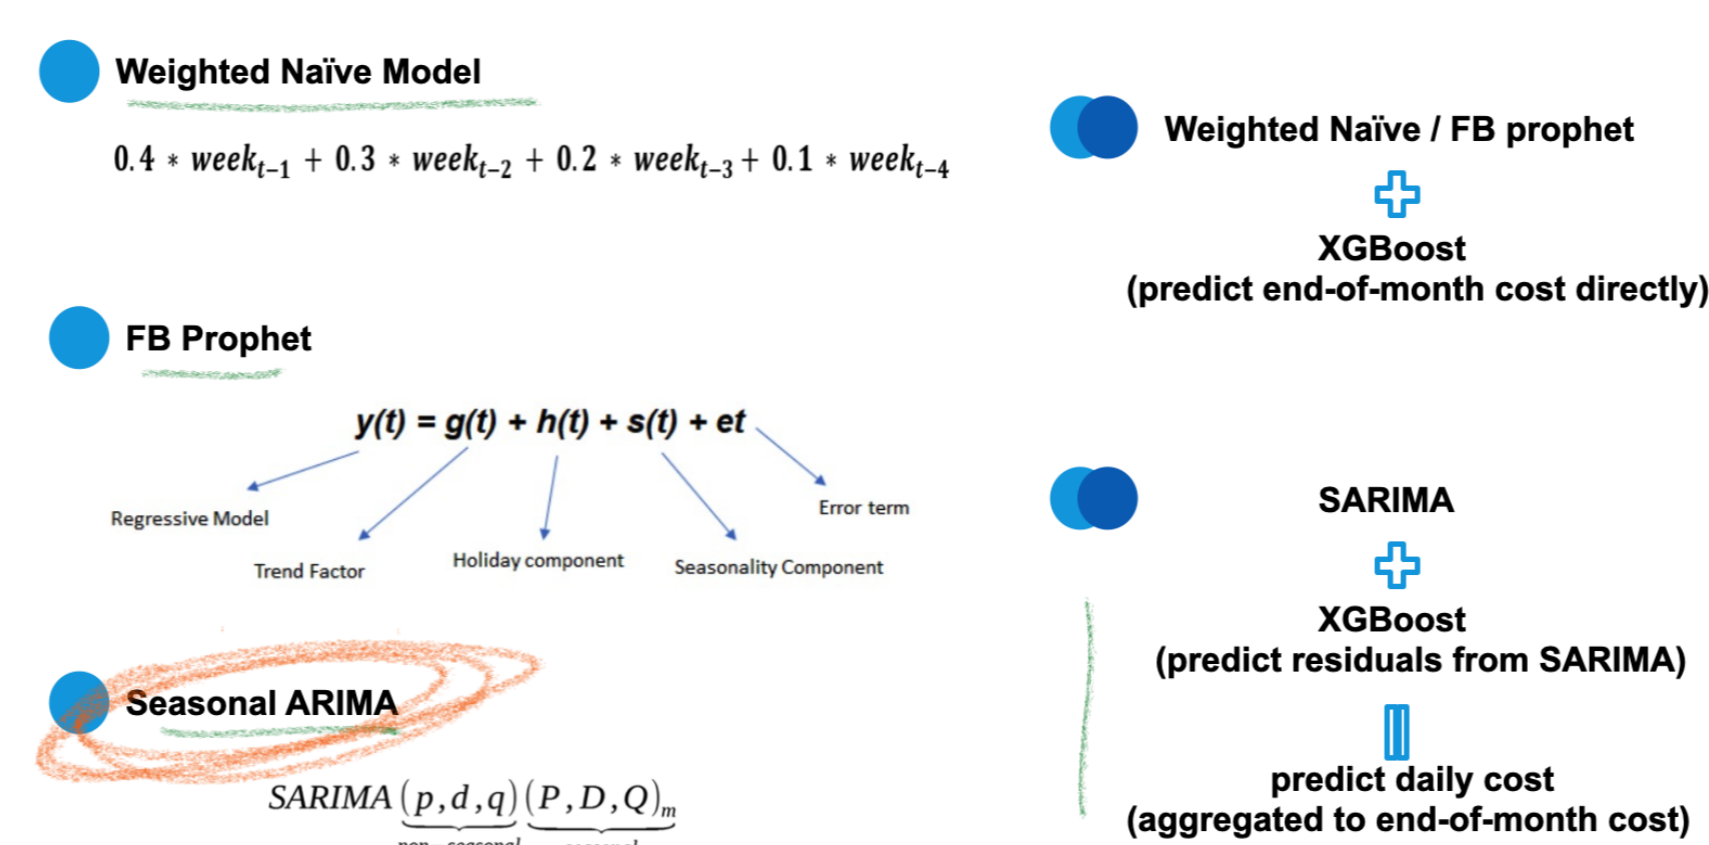 Weighted Naïve Model
0.4 * week_{t−1} + 0.3 * week_{t−2} + 0.2 * week_{t−3} + 0.1 * week_{t−4}
FB Prophet
y(t) = g(t) + h(t) + s(t) + et
Regressive Model
Trend Factor
Holiday component
Seasonality Component
Error term
Seasonal ARIMA
SARIMA (p,d,q) (P,D,Q)_m
non−seasonal seasonal
Weighted Naïve / FB prophet
XGBoost
(predict end-of-month cost directly)
SARIMA
XGBoost
(predict residuals from SARIMA)
predict daily cost
(aggregated to end-of-month cost)